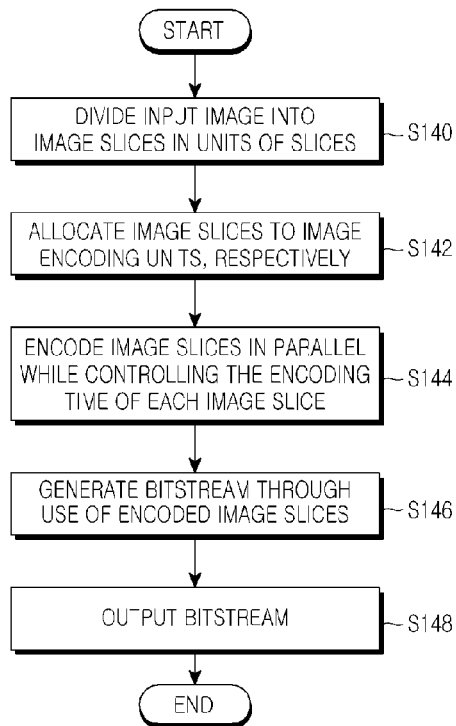 START
DIVIDE INPUT IMAGE INTO
IMAGE SLICES IN UNITS OF SLICES
S140
ALLOCATE IMAGE SLICES TO IMAGE
ENCODING UNITS, RESPECTIVELY
S142
ENCODE IMAGE SLICES IN PARALLEL
WHILE CONTROLLING THE ENCODING
TIME OF EACH IMAGE SLICE
S144
GENERATE BITSTREAM THROUGH
USE OF ENCODED IMAGE SLICES
S146
OUTPUT BITSTREAM
S148
END